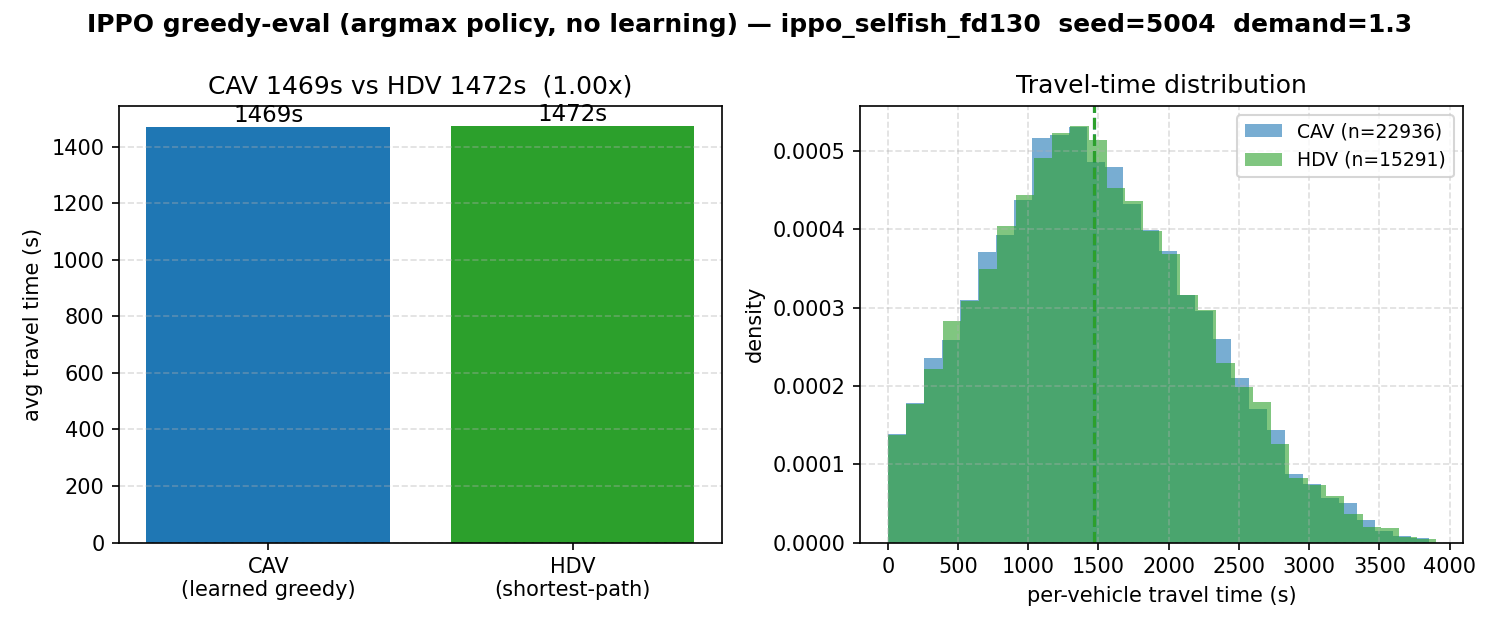 IPPO greedy-eval (argmax policy, no learning) — ippo_selfish_fd130  seed=5004  demand=1.3
CAV 1469s vs HDV 1472s  (1.00x)
1469s
1472s
avg travel time (s)
1400
1200
1000
800
600
400
200
0
CAV
(learned greedy)
HDV
(shortest-path)
Travel-time distribution
CAV (n=22936)
HDV (n=15291)
density
0.0005
0.0004
0.0003
0.0002
0.0001
0.0000
0 500 1000 1500 2000 2500 3000 3500 4000
per-vehicle travel time (s)